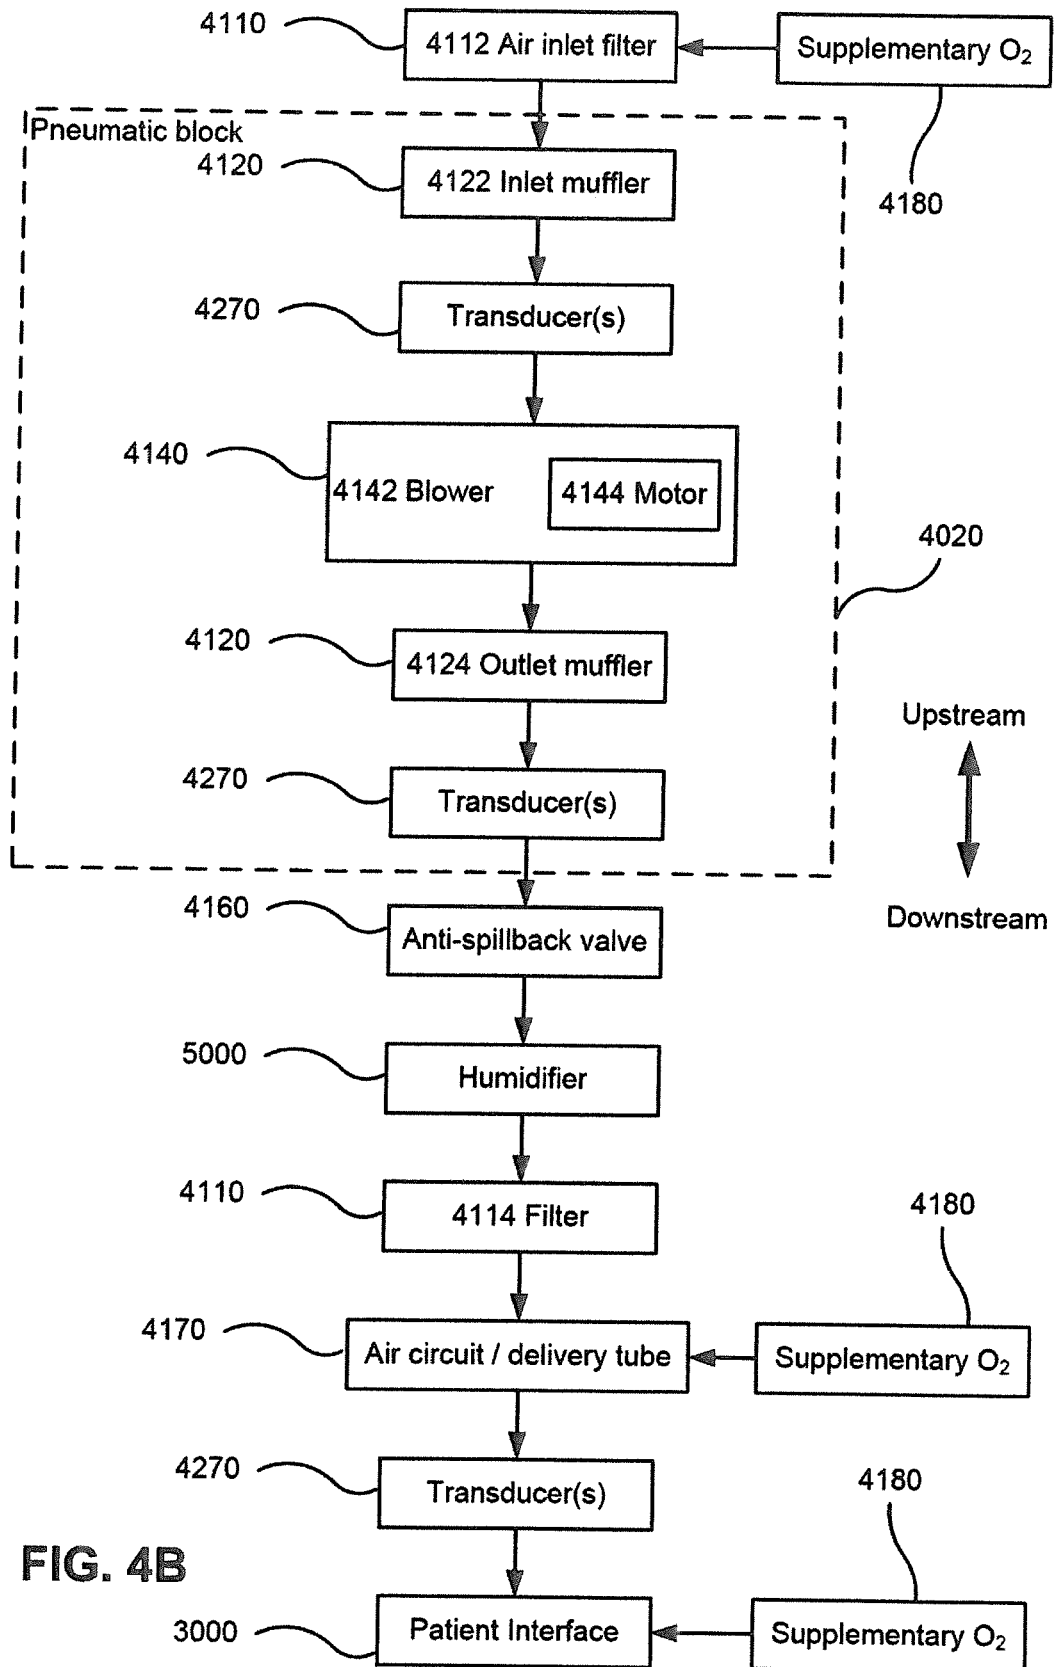 4110
4112 Air inlet filter
Supplementary O₂
Pneumatic block
4120
4122 Inlet muffler
4180
4270
Transducer(s)
4140
4142 Blower
4144 Motor
4020
4120
4124 Outlet muffler
Upstream
4270
Transducer(s)
4160
Anti-spillback valve
Downstream
5000
Humidifier
4110
4114 Filter
4180
4170
Air circuit / delivery tube
Supplementary O₂
4270
Transducer(s)
4180
FIG. 4B
3000
Patient Interface
Supplementary O₂